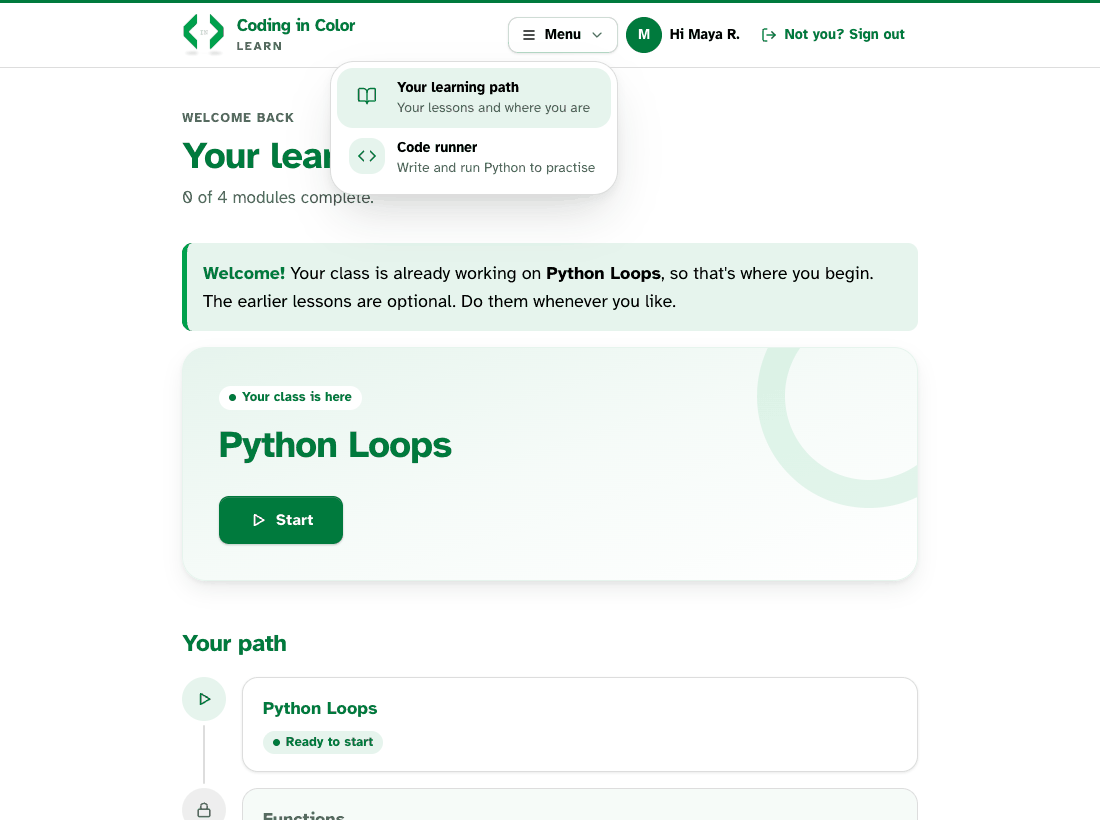 Coding in Color
LEARN
Menu
M
Hi Maya R.
Not you? Sign out
Your learning path
Your lessons and where you are
Code runner
Write and run Python to practise
WELCOME BACK
Your lear
0 of 4 modules complete.
Welcome! Your class is already working on Python Loops, so that's where you begin.
The earlier lessons are optional. Do them whenever you like.
Your class is here
Python Loops
Start
Your path
Python Loops
Ready to start
Functions